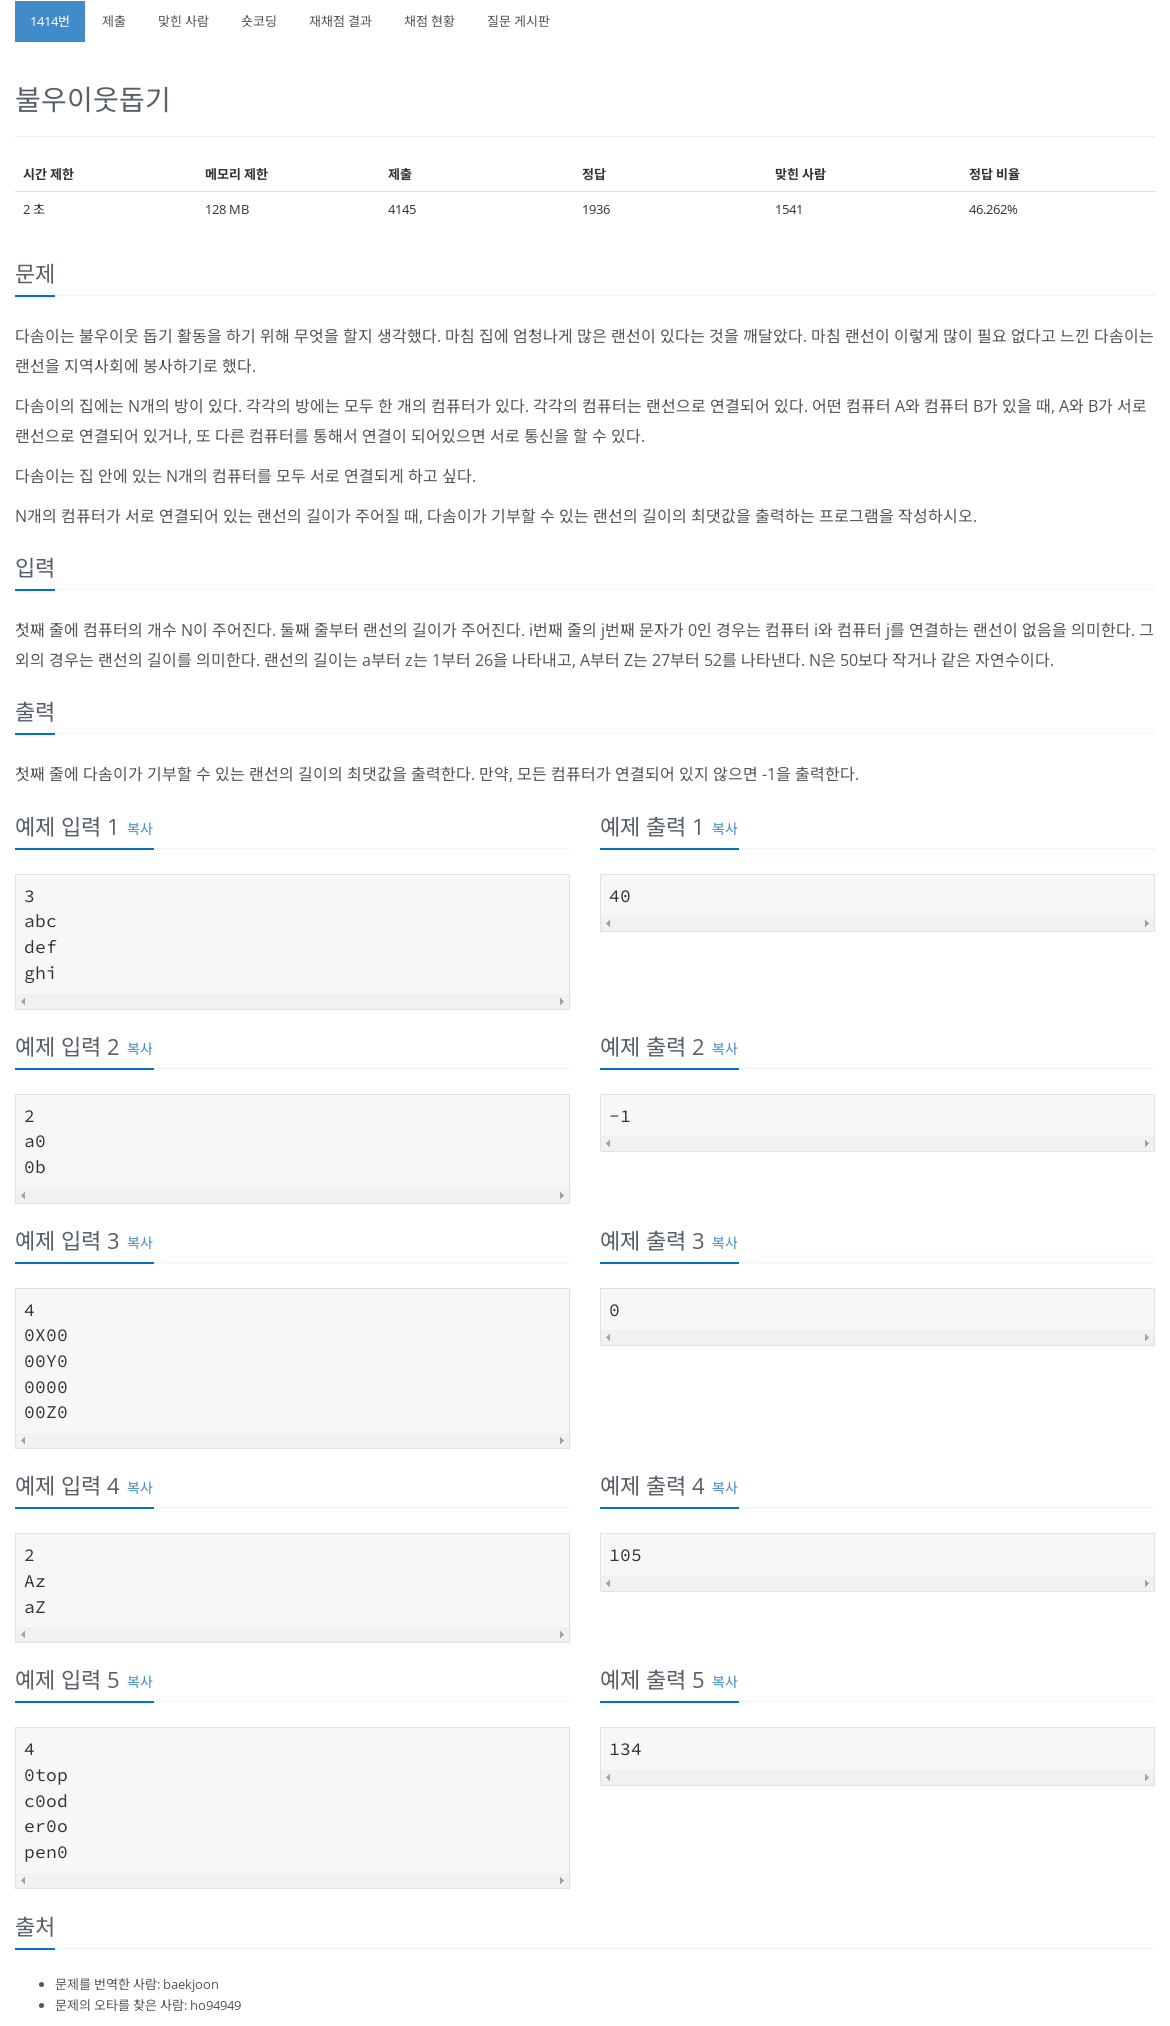 1414번 제출 맞힌 사람 숏코딩 재채점 결과 채점 현황 질문 게시판
불우이웃돕기
시간 제한 메모리 제한 제출 정답 맞힌 사람 정답 비율
2 초 128 MB 4145 1936 1541 46.262%
문제
다솜이는 불우이웃 돕기 활동을 하기 위해 무엇을 할지 생각했다. 마침 집에 엄청나게 많은 랜선이 있다는 것을 깨달았다. 마침 랜선이 이렇게 많이 필요 없다고 느낀 다솜이는
랜선을 지역사회에 봉사하기로 했다.
다솜이의 집에는 N개의 방이 있다. 각각의 방에는 모두 한 개의 컴퓨터가 있다. 각각의 컴퓨터는 랜선으로 연결되어 있다. 어떤 컴퓨터 A와 컴퓨터 B가 있을 때, A와 B가 서로
랜선으로 연결되어 있거나, 또 다른 컴퓨터를 통해서 연결이 되어있으면 서로 통신을 할 수 있다.
다솜이는 집 안에 있는 N개의 컴퓨터를 모두 서로 연결되게 하고 싶다.
N개의 컴퓨터가 서로 연결되어 있는 랜선의 길이가 주어질 때, 다솜이가 기부할 수 있는 랜선의 길이의 최댓값을 출력하는 프로그램을 작성하시오.
입력
첫째 줄에 컴퓨터의 개수 N이 주어진다. 둘째 줄부터 랜선의 길이가 주어진다. i번째 줄의 j번째 문자가 0인 경우는 컴퓨터 i와 컴퓨터 j를 연결하는 랜선이 없음을 의미한다. 그
외의 경우는 랜선의 길이를 의미한다. 랜선의 길이는 a부터 z는 1부터 26을 나타내고, A부터 Z는 27부터 52를 나타낸다. N은 50보다 작거나 같은 자연수이다.
출력
첫째 줄에 다솜이가 기부할 수 있는 랜선의 길이의 최댓값을 출력한다. 만약, 모든 컴퓨터가 연결되어 있지 않으면 -1을 출력한다.
예제 입력 1 복사
3
abc
def
ghi
예제 출력 1 복사
40
예제 입력 2 복사
2
a0
0b
예제 출력 2 복사
-1
예제 입력 3 복사
4
0X00
00Y0
0000
00Z0
예제 출력 3 복사
0
예제 입력 4 복사
2
Az
aZ
예제 출력 4 복사
105
예제 입력 5 복사
4
0top
c0od
er0o
pen0
예제 출력 5 복사
134
출처
문제를 번역한 사람: baekjoon
문제의 오타를 찾은 사람: ho94949